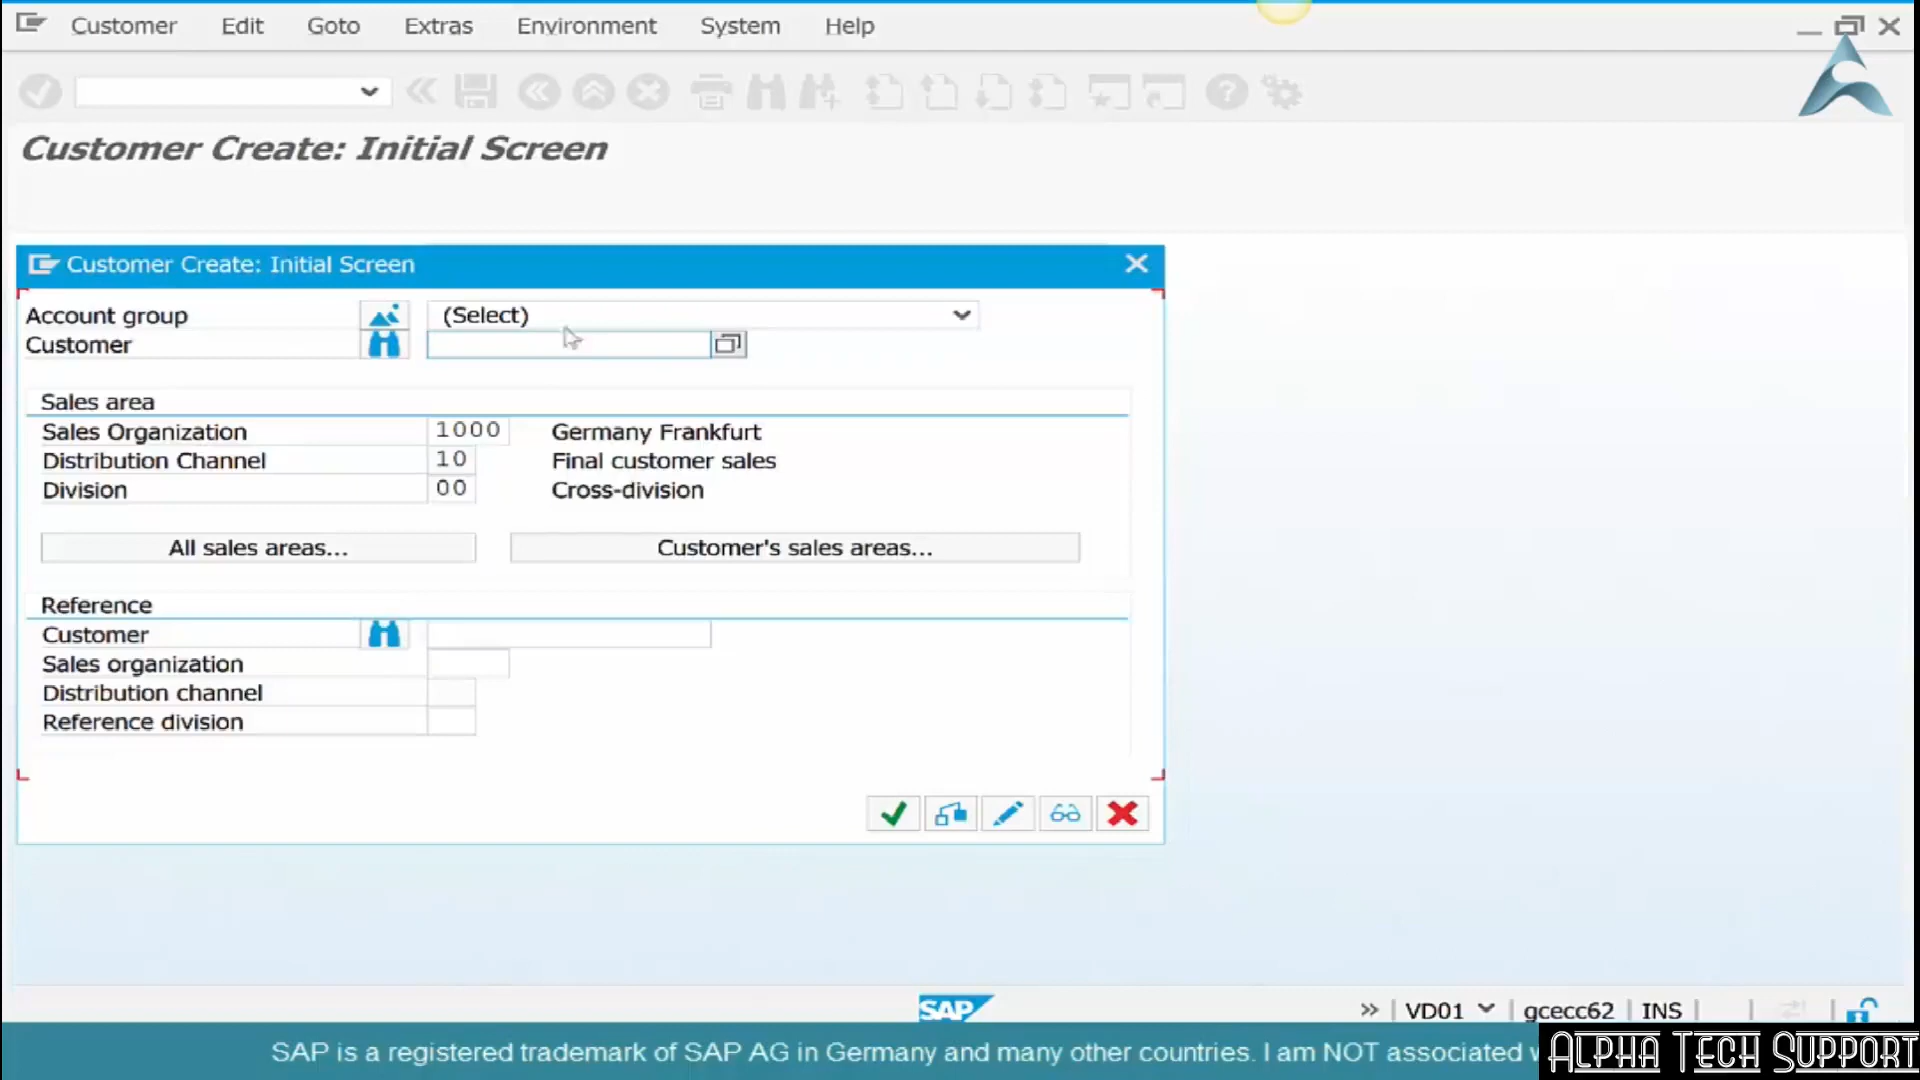 Customer Edit Goto Extras Environment System Help
Customer Create: Initial Screen
Customer Create: Initial Screen
Account group (Select)
Customer
Sales area
Sales Organization 1000 Germany Frankfurt
Distribution Channel 10 Final customer sales
Division 00 Cross-division
All sales areas... Customer's sales areas...
Reference
Customer
Sales organization
Distribution channel
Reference division
SAP VD01 gcecc62 INS
SAP is a registered trademark of SAP AG in Germany and many other countries. I am NOT associated
Alpha Tech Support